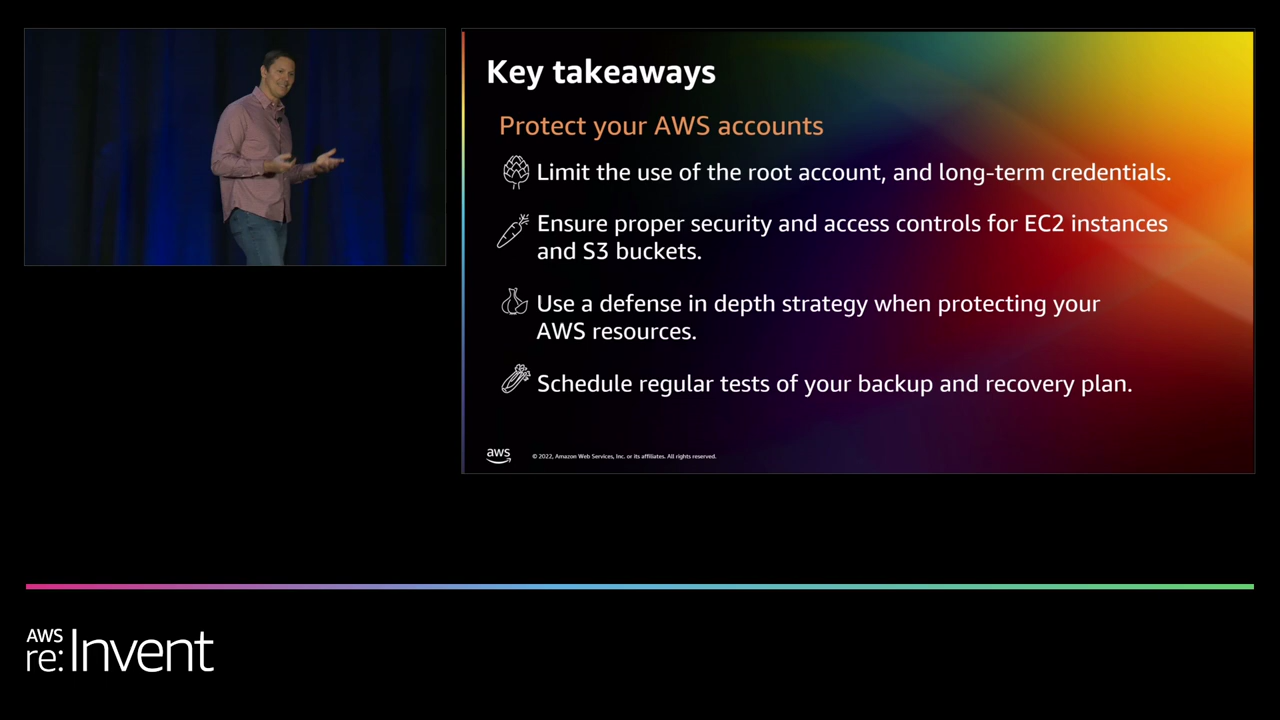 Key takeaways
Protect your AWS accounts
Limit the use of the root account, and long-term credentials.
Ensure proper security and access controls for EC2 instances
and S3 buckets.
Use a defense in depth strategy when protecting your
AWS resources.
Schedule regular tests of your backup and recovery plan.
aws
© 2022, Amazon Web Services, Inc. or its affiliates. All rights reserved.
AWS
re:Invent